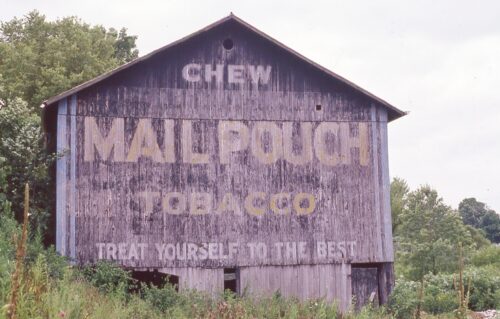 CHEW
MAIL POUCH
TOBACCO
TREAT YOURSELF TO THE BEST